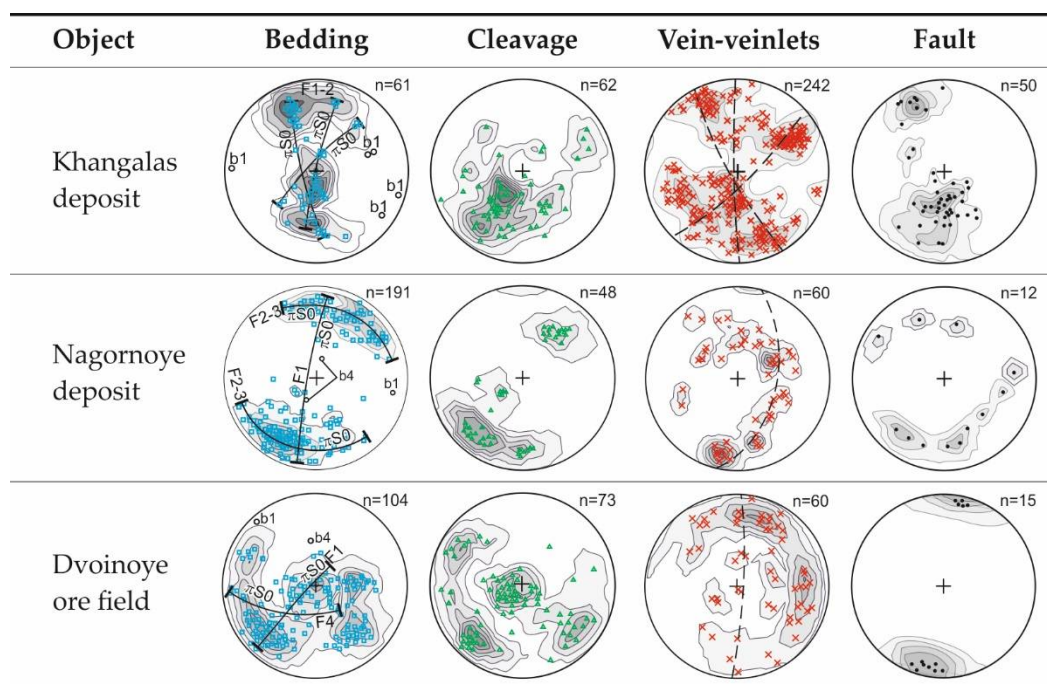 Object Bedding Cleavage Vein-veinlets Fault
Khangalas
deposit
n=61
F1-2
πS0
πS0
πS0
b1
b1
b1
b1
n=62
n=242
n=50
Nagornoye
deposit
n=191
F2-3
πS0
πS0
F1
b4
b1
F2-3
πS0
n=48
n=60
n=12
Dvoinoye
ore field
n=104
b1
b4
πS0
F1
πS0
F4
n=73
n=60
n=15